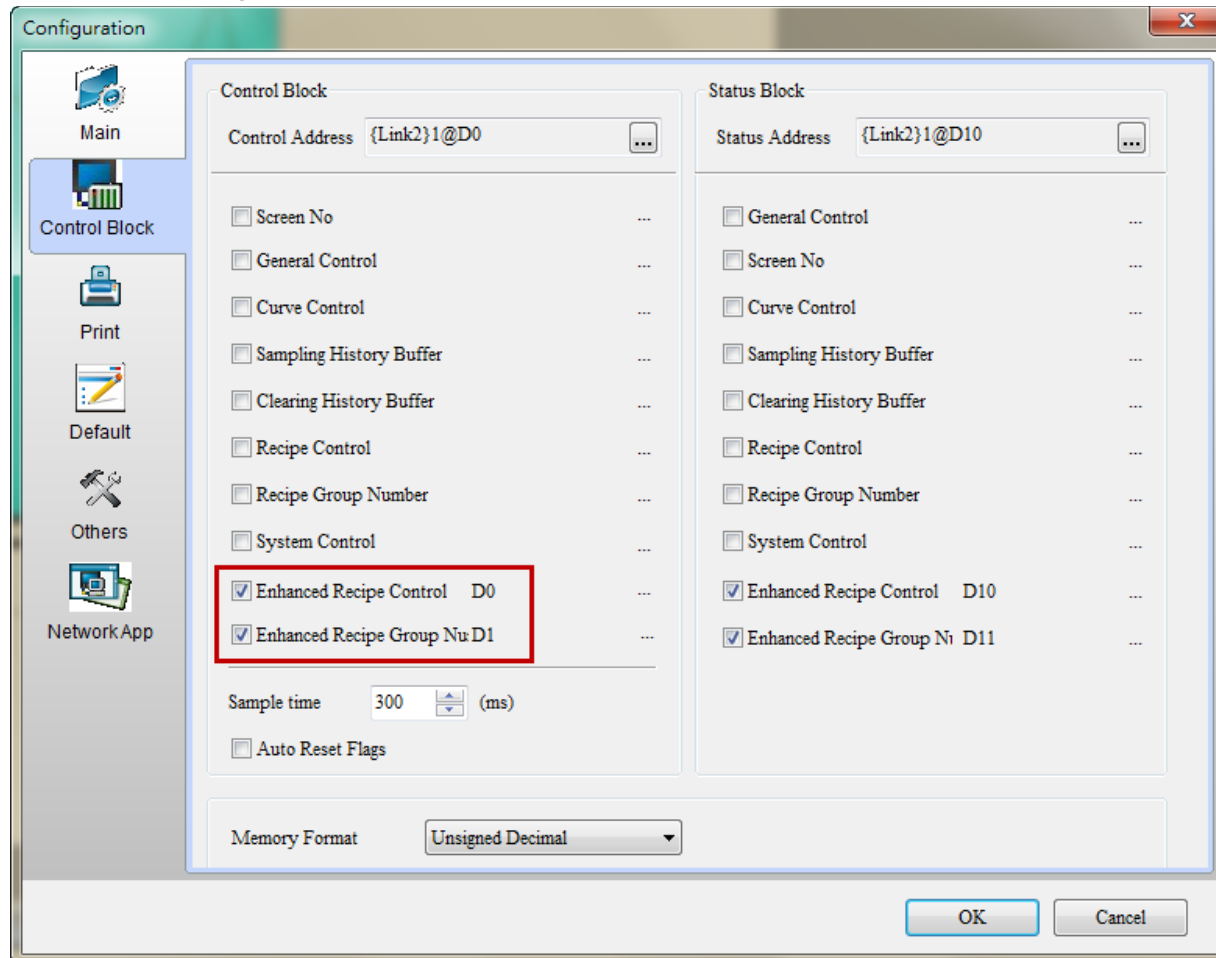 Configuration
Main
Control Block
Print
Default
Others
Network App
Control Block
Control Address {Link2}1@D0 ...
Screen No ...
General Control ...
Curve Control ...
Sampling History Buffer ...
Clearing History Buffer ...
Recipe Control ...
Recipe Group Number ...
System Control ...
Enhanced Recipe Control D0 ...
Enhanced Recipe Group Nu D1 ...
Sample time 300 (ms)
Auto Reset Flags
Status Block
Status Address {Link2}1@D10 ...
General Control ...
Screen No ...
Curve Control ...
Sampling History Buffer ...
Clearing History Buffer ...
Recipe Control ...
Recipe Group Number ...
System Control ...
Enhanced Recipe Control D10 ...
Enhanced Recipe Group N D11 ...
Memory Format Unsigned Decimal
OK Cancel